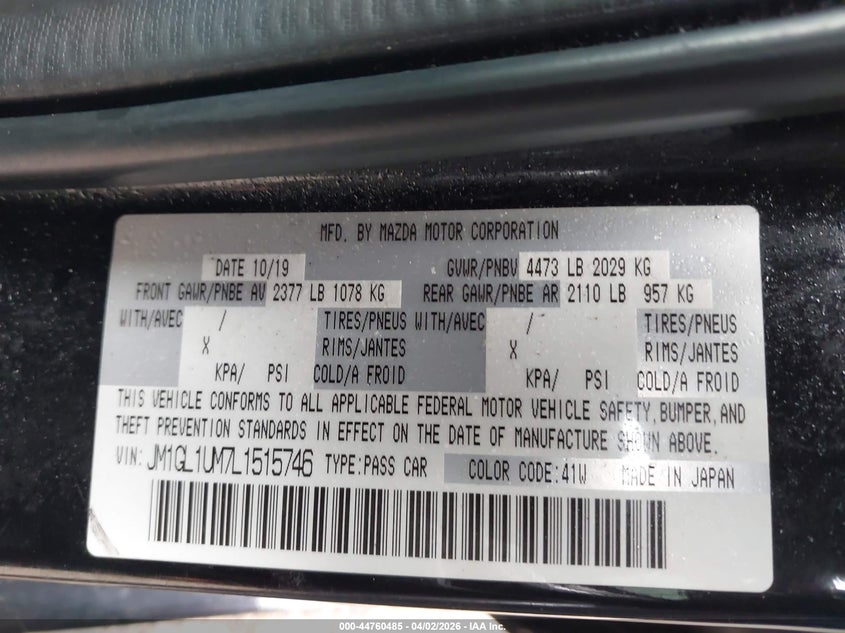 MFD. BY MAZDA MOTOR CORPORATION
DATE 10/19 GVWR/PNBV 4473 LB 2029 KG
FRONT GAWR/PNBE AV 2377 LB 1078 KG REAR GAWR/PNBE AR 2110 LB 957 KG
WITH/AVEC / TIRES/PNEUS WITH/AVEC / TIRES/PNEUS
X RIMS/JANTES X RIMS/JANTES
KPA/ PSI COLD/A FROID KPA/ PSI COLD/A FROID
THIS VEHICLE CONFORMS TO ALL APPLICABLE FEDERAL MOTOR VEHICLE SAFETY, BUMPER, AND
THEFT PREVENTION STANDARDS IN EFFECT ON THE DATE OF MANUFACTURE SHOWN ABOVE.
VIN: JM1GL1UM7L1515746 TYPE:PASS CAR COLOR CODE:41W MADE IN JAPAN
000-44760485 - 04/02/2026 - IAA Inc.